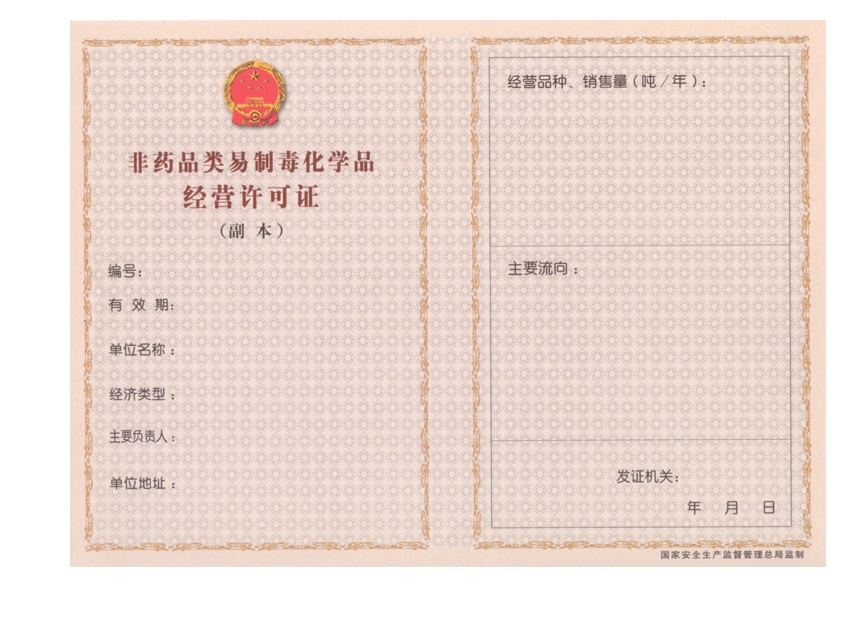 非药品类易制毒化学品
经营许可证
（副 本）
编号：
有 效 期：
单位名称：
经济类型：
主要负责人：
单位地址：
经营品种、销售量（吨／年）：
主要流向：
发证机关：
年 月 日
国家安全生产监督管理总局监制